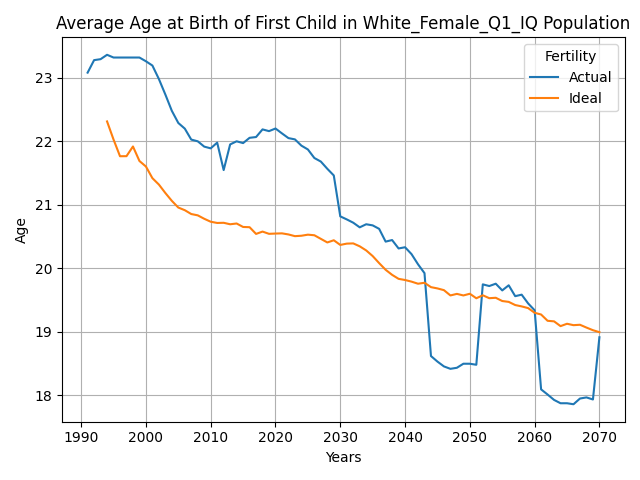 Average Age at Birth of First Child in White_Female_Q1_IQ Population
Fertility
Actual
Ideal
23
22
21
20
19
18
Age
1990 2000 2010 2020 2030 2040 2050 2060 2070
Years